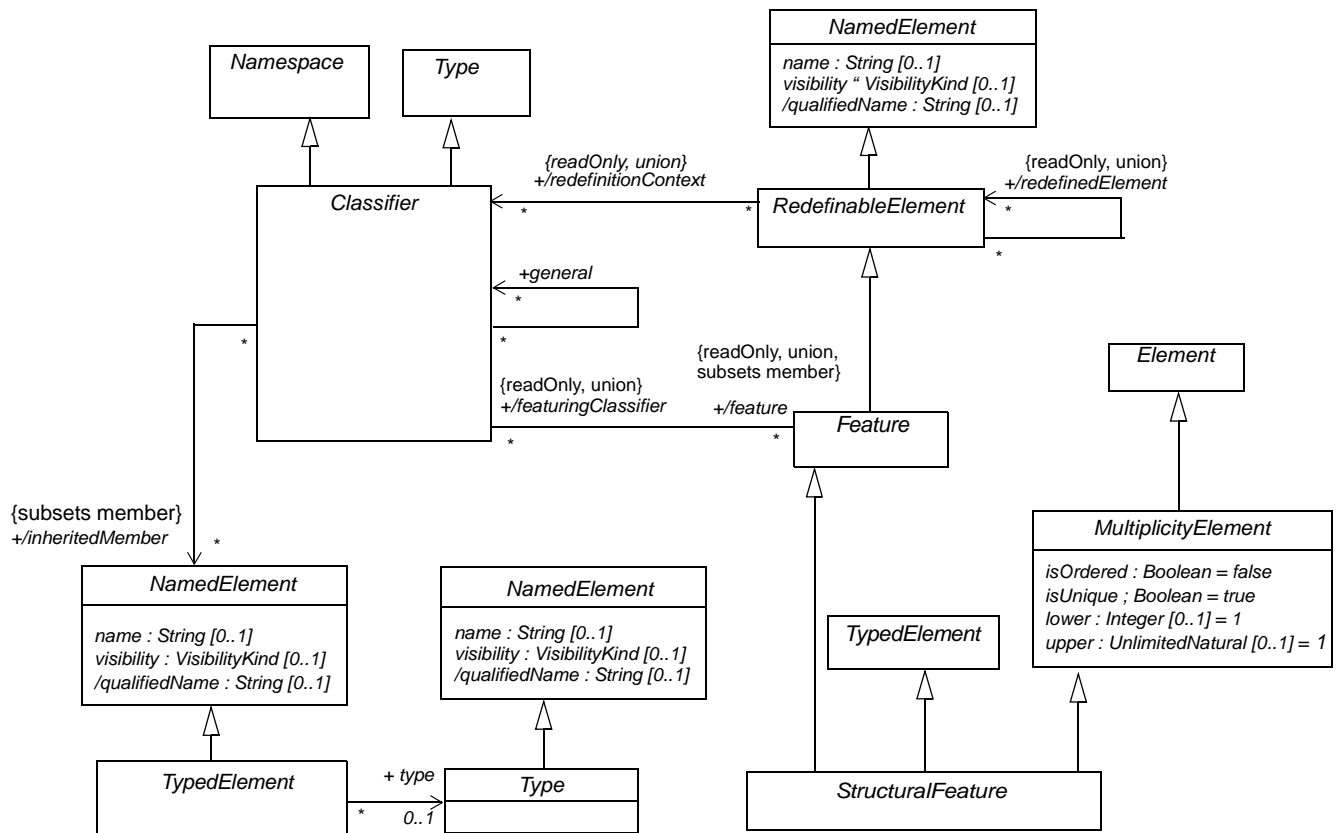 NamedElement
name : String [0..1]
visibility “ VisibilityKind [0..1]
/qualifiedName : String [0..1]
Namespace
Type
{readOnly, union}
+/redefinitionContext
*
*
{readOnly, union}
+/redefinedElement
*
*
Classifier
RedefinableElement
+general
*
*
*
{readOnly, union,
subsets member}
{readOnly, union}
+/featuringClassifier
+/feature
*
*
Feature
Element
{subsets member}
+/inheritedMember
*
MultiplicityElement
isOrdered : Boolean = false
isUnique ; Boolean = true
lower : Integer [0..1] = 1
upper : UnlimitedNatural [0..1] = 1
NamedElement
name : String [0..1]
visibility : VisibilityKind [0..1]
/qualifiedName : String [0..1]
NamedElement
name : String [0..1]
visibility : VisibilityKind [0..1]
/qualifiedName : String [0..1]
TypedElement
TypedElement
+ type
*
0..1
Type
StructuralFeature